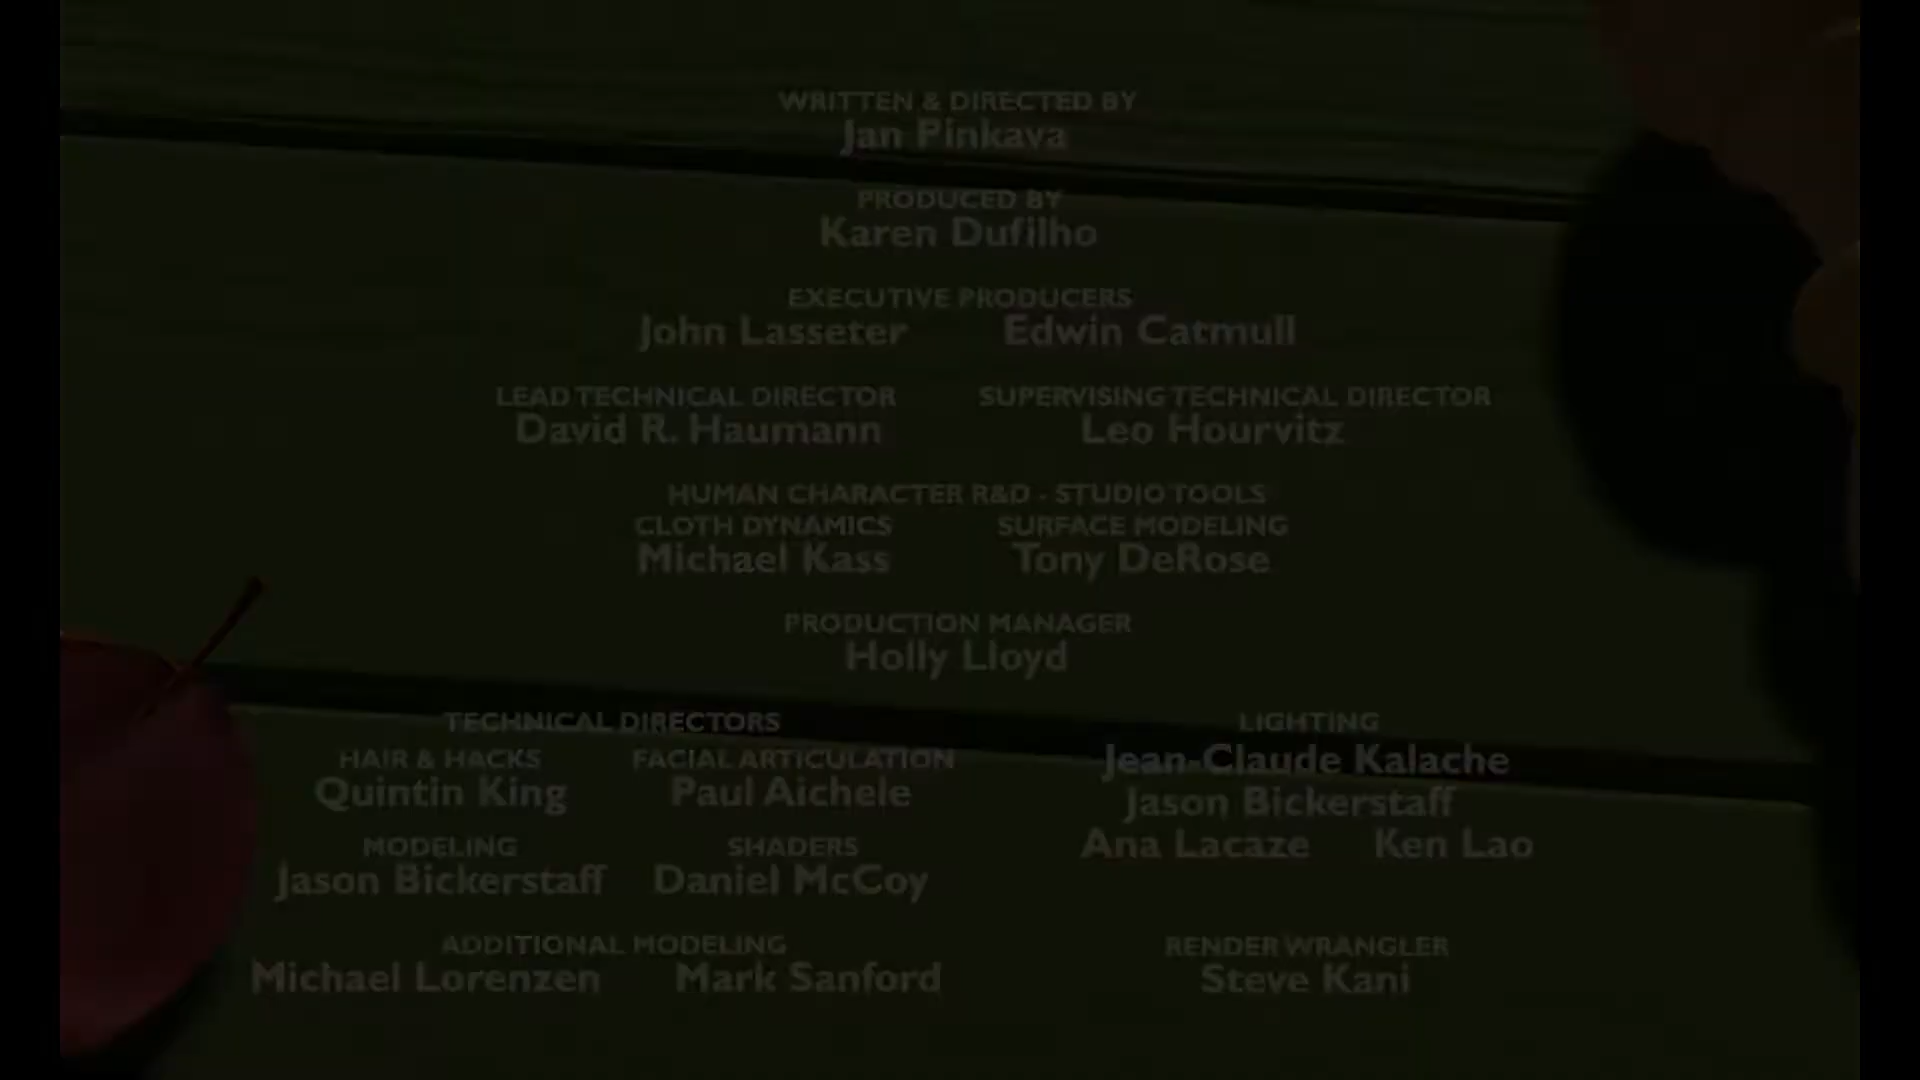 WRITTEN & DIRECTED BY
Jan Pinkava
PRODUCED BY
Karen Dufilho
EXECUTIVE PRODUCERS
John Lasseter Edwin Catmull
LEAD TECHNICAL DIRECTOR SUPERVISING TECHNICAL DIRECTOR
David R. Haumann Leo Hourvitz
HUMAN CHARACTER R&D - STUDIO TOOLS
CLOTH DYNAMICS SURFACE MODELING
Michael Kass Tony DeRose
PRODUCTION MANAGER
Holly Lloyd
TECHNICAL DIRECTORS
HAIR & HACKS FACIAL ARTICULATION
Quintin King Paul Aichele
MODELING SHADERS
Jason Bickerstaff Daniel McCoy
ADDITIONAL MODELING
Michael Lorenzen Mark Sanford
LIGHTING
Jean-Claude Kalache
Jason Bickerstaff
Ana Lacaze Ken Lao
RENDER WRANGLER
Steve Kani